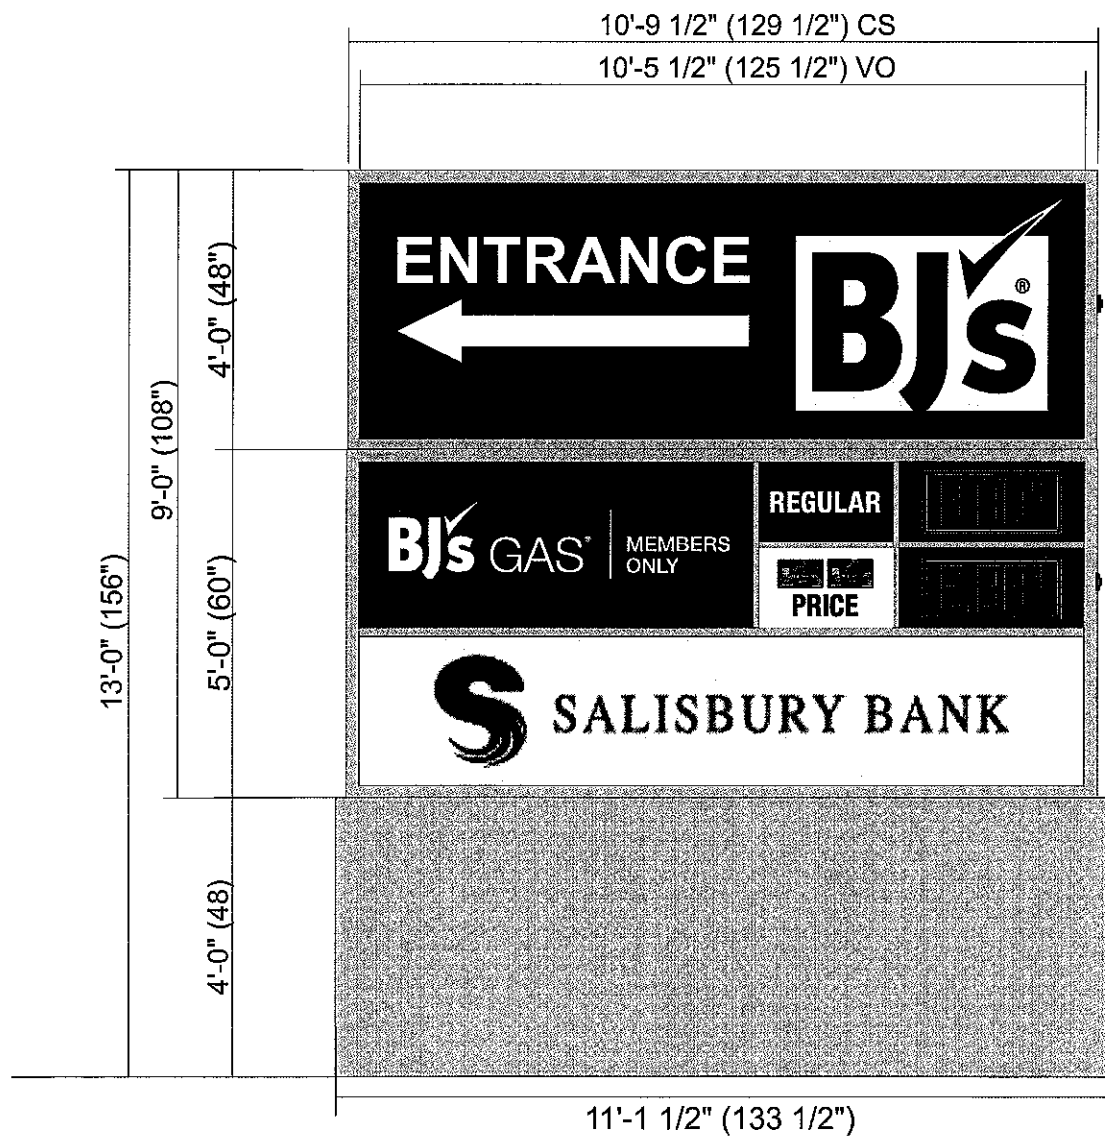 10'-9 1/2" (129 1/2") CS
10'-5 1/2" (125 1/2") VO
13'-0" (156")
9'-0" (108")
4'-0" (48")
5'-0" (60")
4'-0" (48)
ENTRANCE
BJ's®
BJ's GAS
MEMBERS
ONLY
REGULAR
PRICE
SALISBURY BANK
11'-1 1/2" (133 1/2")